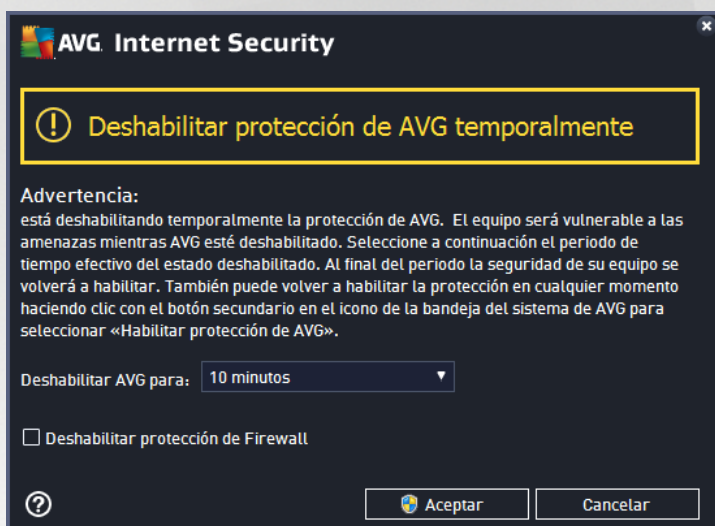 AVG. Internet Security
Deshabilitar protección de AVG temporalmente
Advertencia:
está deshabilitando temporalmente la protección de AVG. El equipo será vulnerable a las
amenazas mientras AVG esté deshabilitado. Seleccione a continuación el periodo de
tiempo efectivo del estado deshabilitado. Al final del periodo la seguridad de su equipo se
volverá a habilitar. También puede volver a habilitar la protección en cualquier momento
haciendo clic con el botón secundario en el icono de la bandeja del sistema de AVG para
seleccionar «Habilitar protección de AVG».
Deshabilitar AVG para: 10 minutos
Deshabilitar protección de Firewall
Aceptar Cancelar